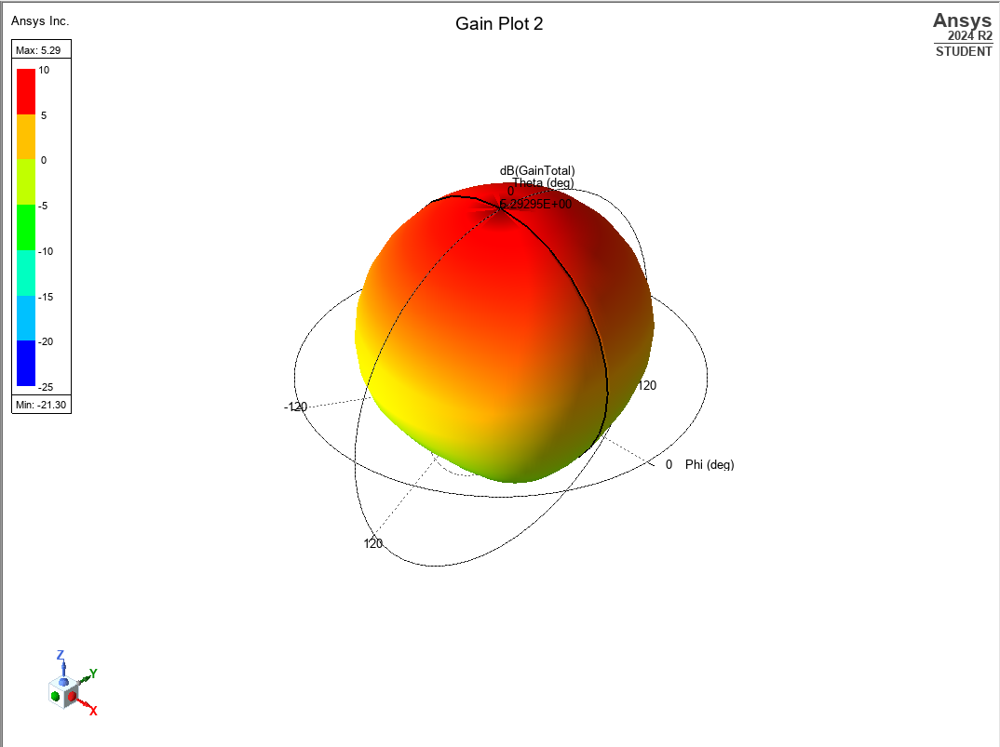 Ansys Inc.
Gain Plot 2
Ansys
2024 R2
STUDENT
Max: 5.29
10
5
0
-5
-10
-15
-20
-25
Min: -21.30
dB(GainTotal)
Theta (deg)
0
5.29295E+00
120
-120
0 Phi (deg)
120
Z
Y
X